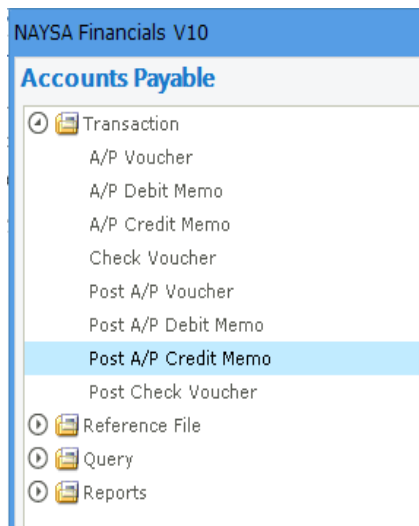 NAYSA Financials V10
Accounts Payable
Transaction
A/P Voucher
A/P Debit Memo
A/P Credit Memo
Check Voucher
Post A/P Voucher
Post A/P Debit Memo
Post A/P Credit Memo
Post Check Voucher
Reference File
Query
Reports